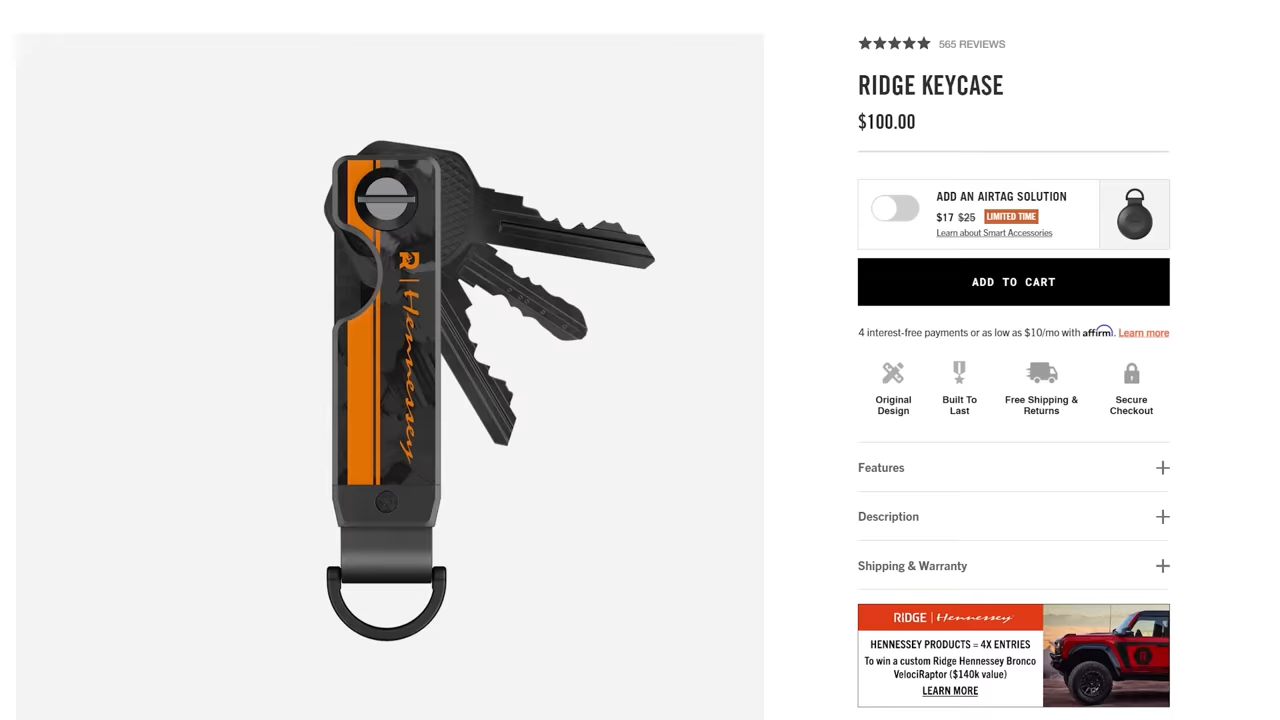 565 REVIEWS
RIDGE KEYCASE
$100.00
ADD AN AIRTAG SOLUTION
$17 $25 LIMITED TIME
Learn about Smart Accessories
ADD TO CART
4 interest-free payments or as low as $10/mo with affirm. Learn more
Original Design
Built To Last
Free Shipping & Returns
Secure Checkout
Features
Description
Shipping & Warranty
RIDGE | Hennessey
HENNESSEY PRODUCTS = 4X ENTRIES
To win a custom Ridge Hennessey Bronco
VelociRaptor ($140k value)
LEARN MORE
R | Hennessey